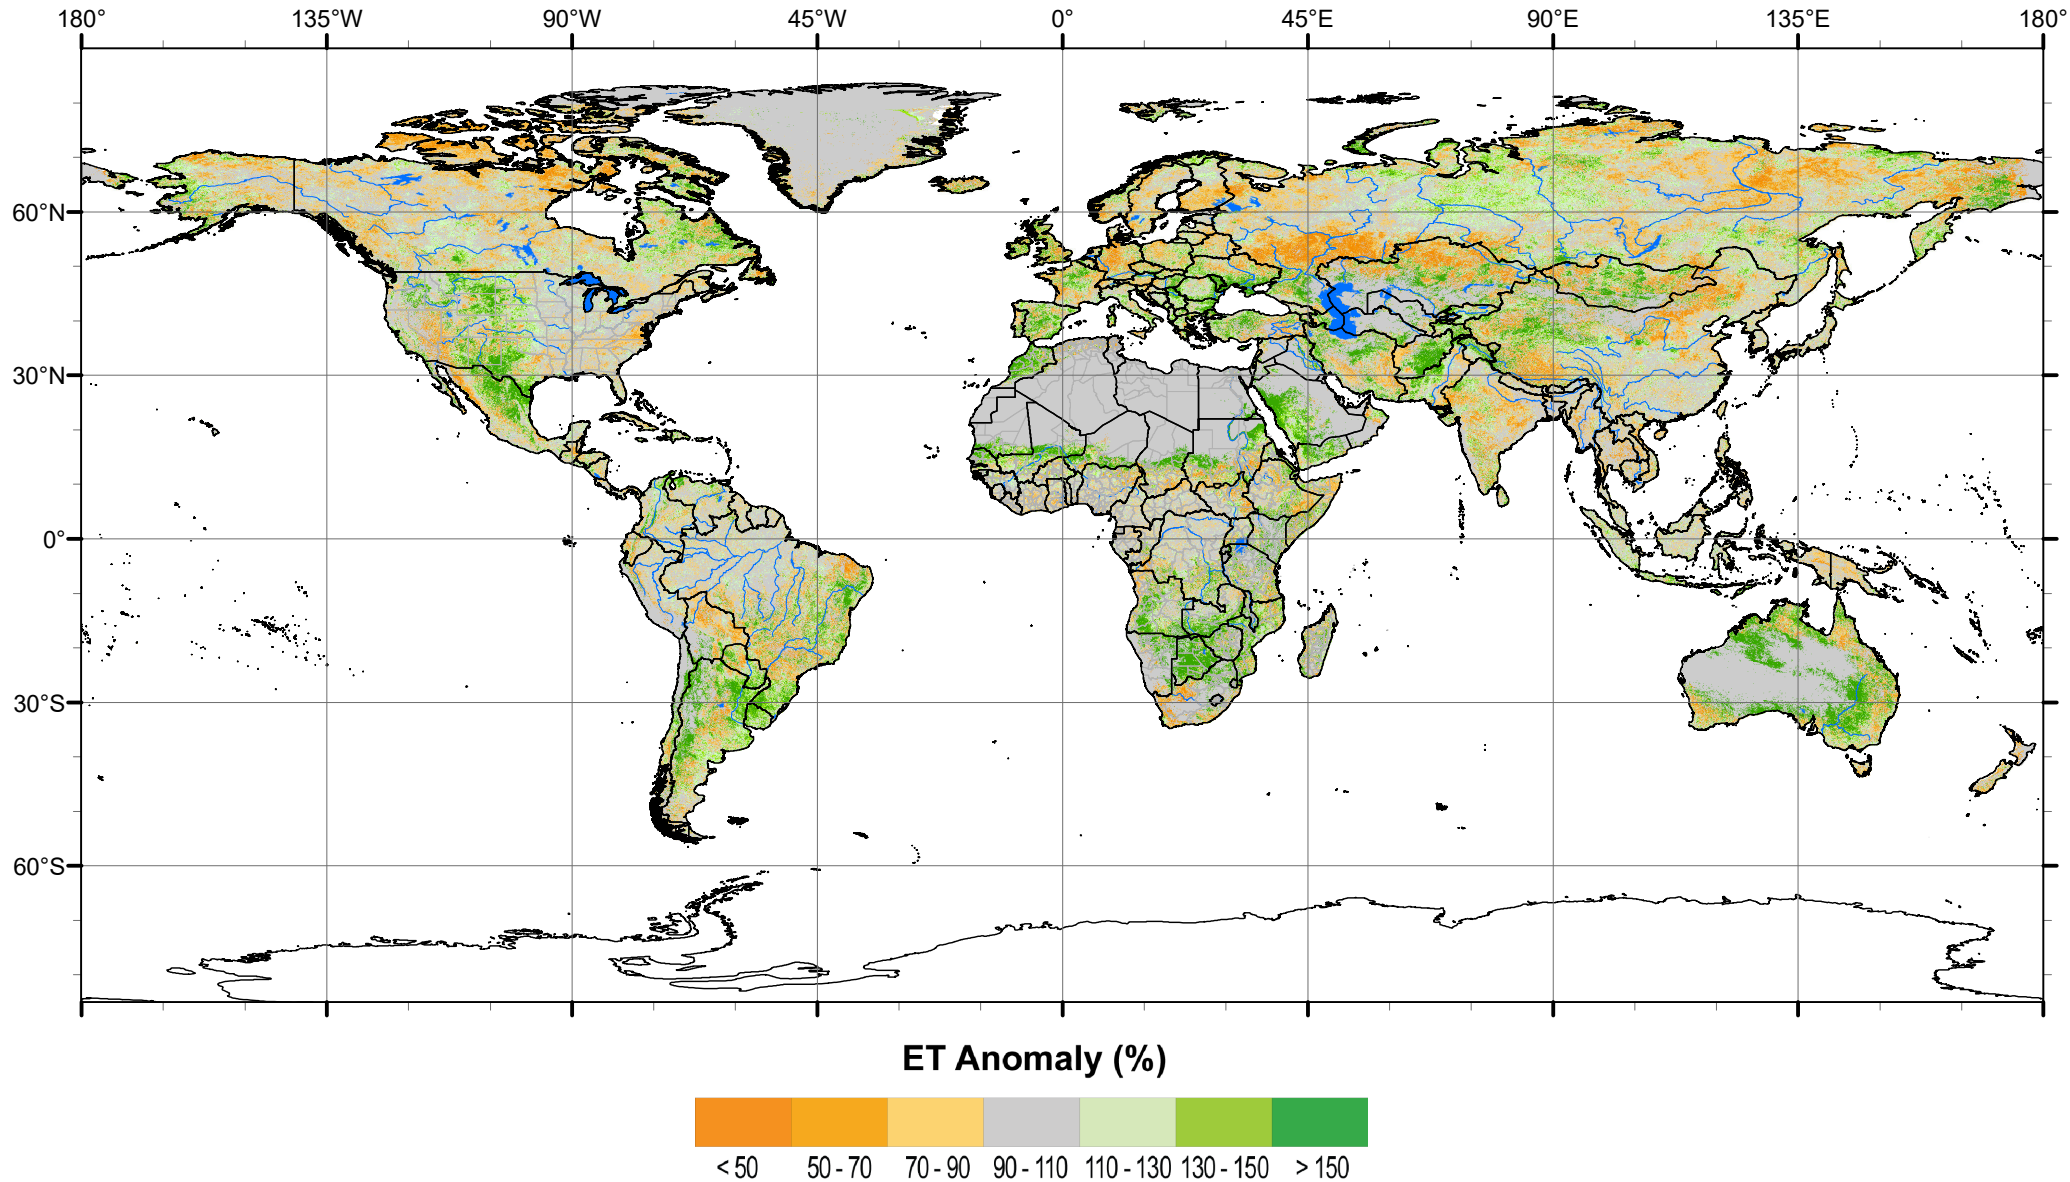 180° 135°W 90°W 45°W 0° 45°E 90°E 135°E 180°
60°N
30°N
0°
30°S
60°S
ET Anomaly (%)
< 50 50 - 70 70 - 90 90 - 110 110 - 130 130 - 150 > 150